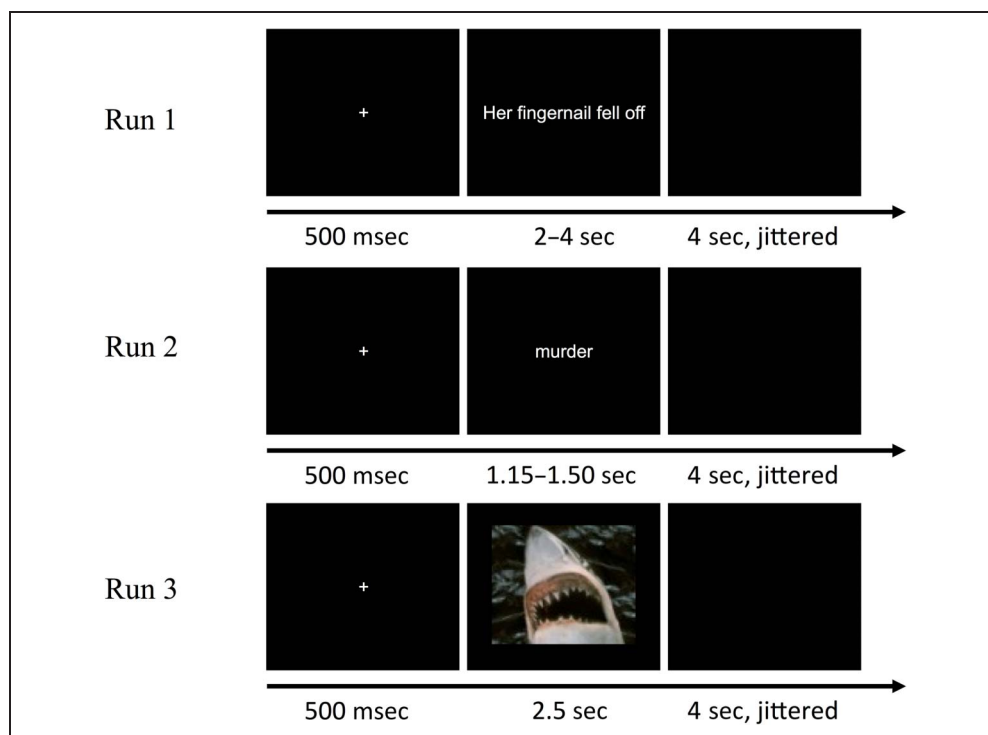 Run 1
+
Her fingernail fell off
500 msec
2–4 sec
4 sec, jittered
Run 2
+
murder
500 msec
1.15–1.50 sec
4 sec, jittered
Run 3
+
500 msec
2.5 sec
4 sec, jittered